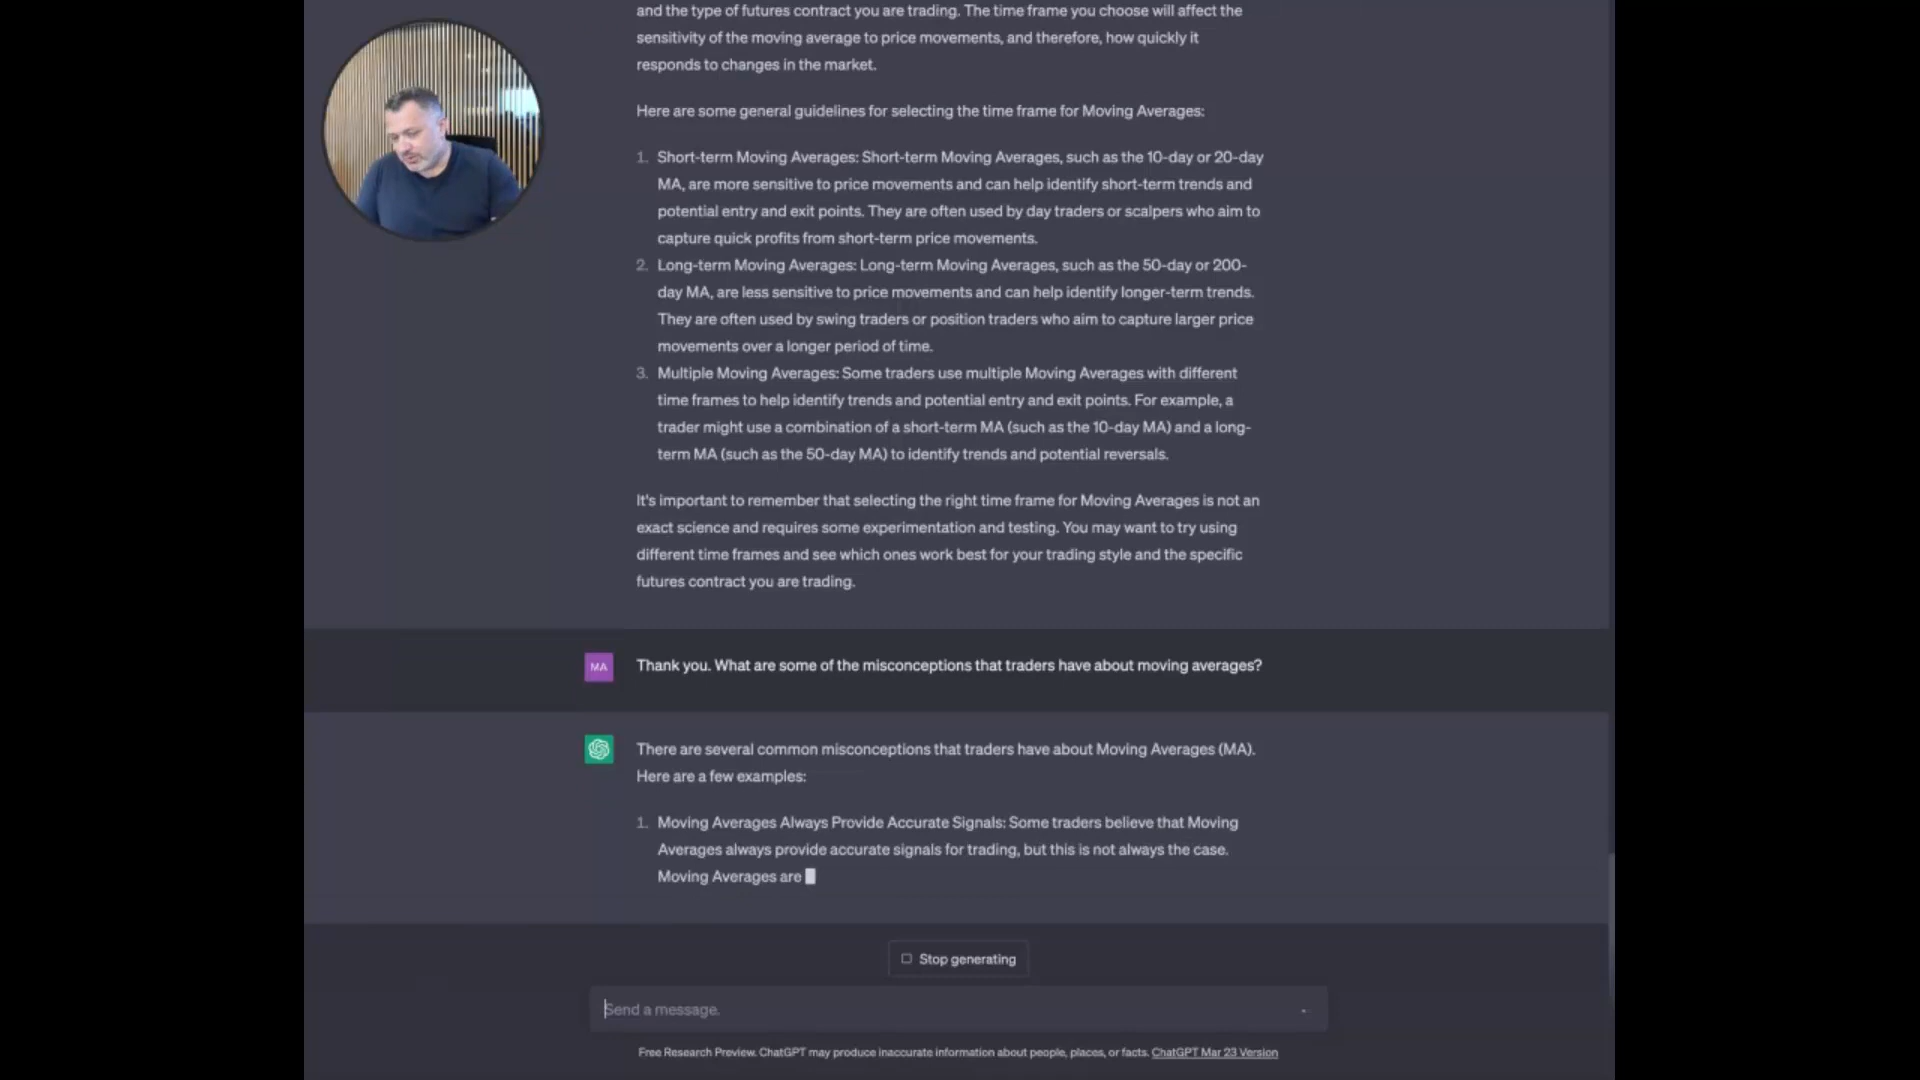 and the type of futures contract you are trading. The time frame you choose will affect the
sensitivity of the moving average to price movements, and therefore, how quickly it
responds to changes in the market.
Here are some general guidelines for selecting the time frame for Moving Averages:
1. Short-term Moving Averages: Short-term Moving Averages, such as the 10-day or 20-day
MA, are more sensitive to price movements and can help identify short-term trends and
potential entry and exit points. They are often used by day traders or scalpers who aim to
capture quick profits from short-term price movements.
2. Long-term Moving Averages: Long-term Moving Averages, such as the 50-day or 200-
day MA, are less sensitive to price movements and can help identify longer-term trends.
They are often used by swing traders or position traders who aim to capture larger price
movements over a longer period of time.
3. Multiple Moving Averages: Some traders use multiple Moving Averages with different
time frames to help identify trends and potential entry and exit points. For example, a
trader might use a combination of a short-term MA (such as the 10-day MA) and a long-
term MA (such as the 50-day MA) to identify trends and potential reversals.
It's important to remember that selecting the right time frame for Moving Averages is not an
exact science and requires some experimentation and testing. You may want to try using
different time frames and see which ones work best for your trading style and the specific
futures contract you are trading.
MA Thank you. What are some of the misconceptions that traders have about moving averages?
There are several common misconceptions that traders have about Moving Averages (MA).
Here are a few examples:
1. Moving Averages Always Provide Accurate Signals: Some traders believe that Moving
Averages always provide accurate signals for trading, but this is not always the case.
Moving Averages are
Stop generating
Send a message.
Free Research Preview. ChatGPT may produce inaccurate information about people, places, or facts. ChatGPT Mar 23 Version